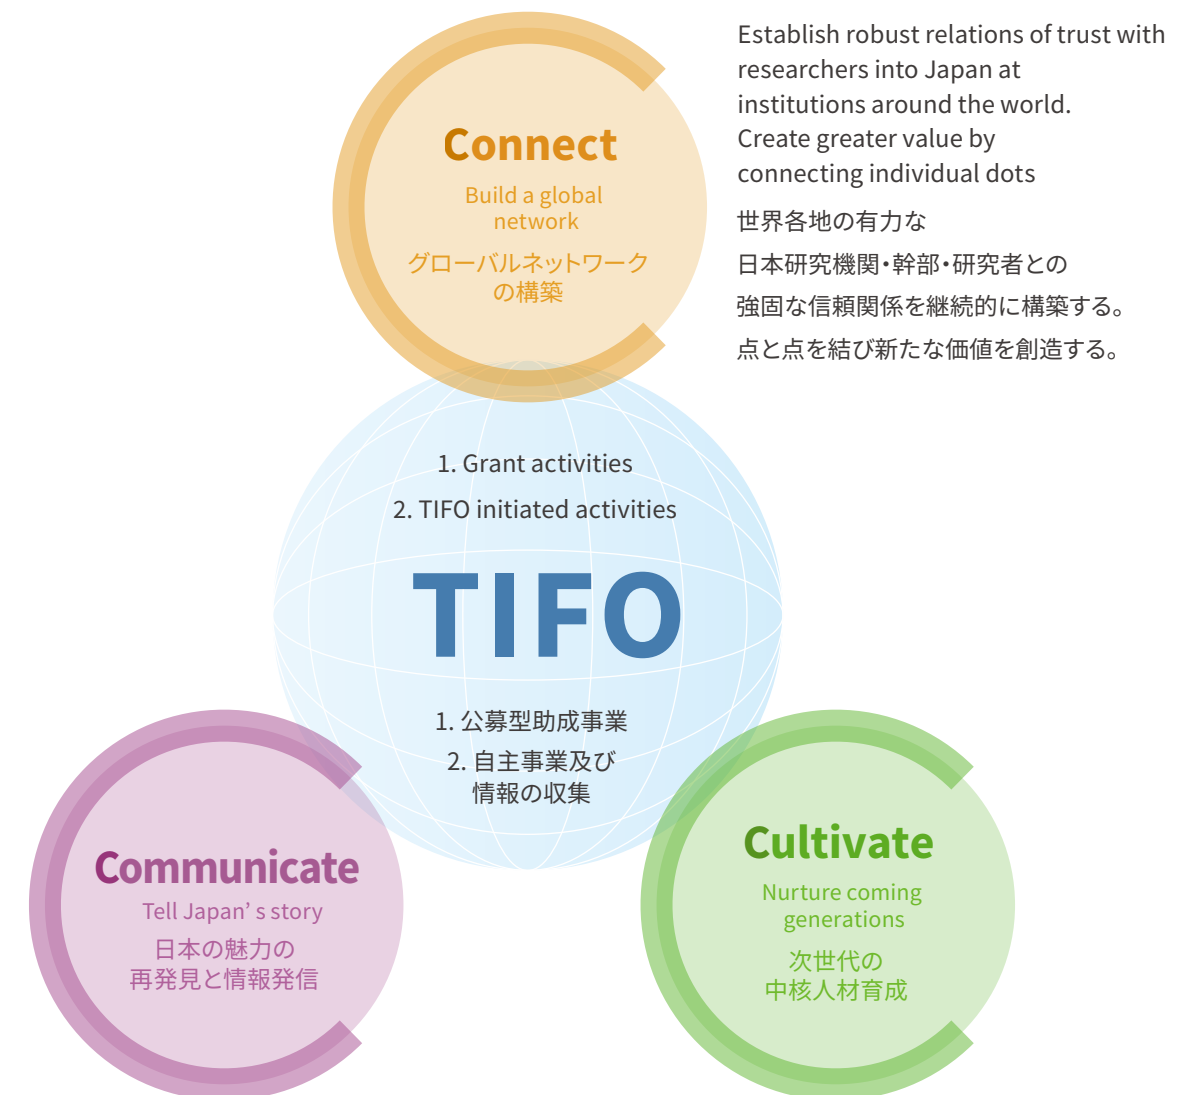 Connect
Build a global
network
グローバルネットワーク
の構築
Establish robust relations of trust with
researchers into Japan at
institutions around the world.
Create greater value by
connecting individual dots
世界各地の有力な
日本研究機関・幹部・研究者との
強固な信頼関係を継続的に構築する。
点と点を結び新たな価値を創造する。
1. Grant activities
2. TIFO initiated activities
TIFO
1. 公募型助成事業
2. 自主事業及び
情報の収集
Communicate
Tell Japan’s story
日本の魅力の
再発見と情報発信
Cultivate
Nurture coming
generations
次世代の
中核人材育成